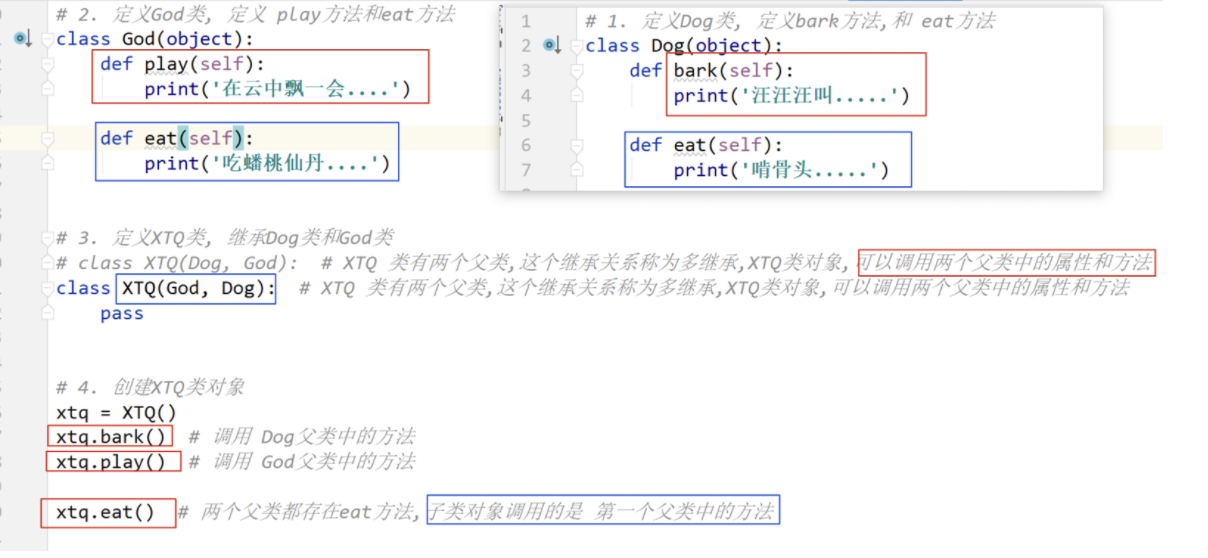 # 2. 定义God类, 定义 play方法和eat方法
class God(object):
def play(self):
print('在云中飘一会....')
def eat(self):
print('吃蟠桃仙丹....')
1 # 1. 定义Dog类, 定义bark方法,和 eat方法
2 class Dog(object):
3 def bark(self):
4 print('汪汪汪叫.....')
5
6 def eat(self):
7 print('啃骨头.....')
# 3. 定义XTQ类, 继承Dog类和God类
# class XTQ(Dog, God): # XTQ 类有两个父类,这个继承关系称为多继承,XTQ类对象,可以调用两个父类中的属性和方法
class XTQ(God, Dog): # XTQ 类有两个父类,这个继承关系称为多继承,XTQ类对象,可以调用两个父类中的属性和方法
pass
# 4. 创建XTQ类对象
xtq = XTQ()
xtq.bark() # 调用 Dog父类中的方法
xtq.play() # 调用 God父类中的方法
xtq.eat() # 两个父类都存在eat方法,子类对象调用的是 第一个父类中的方法